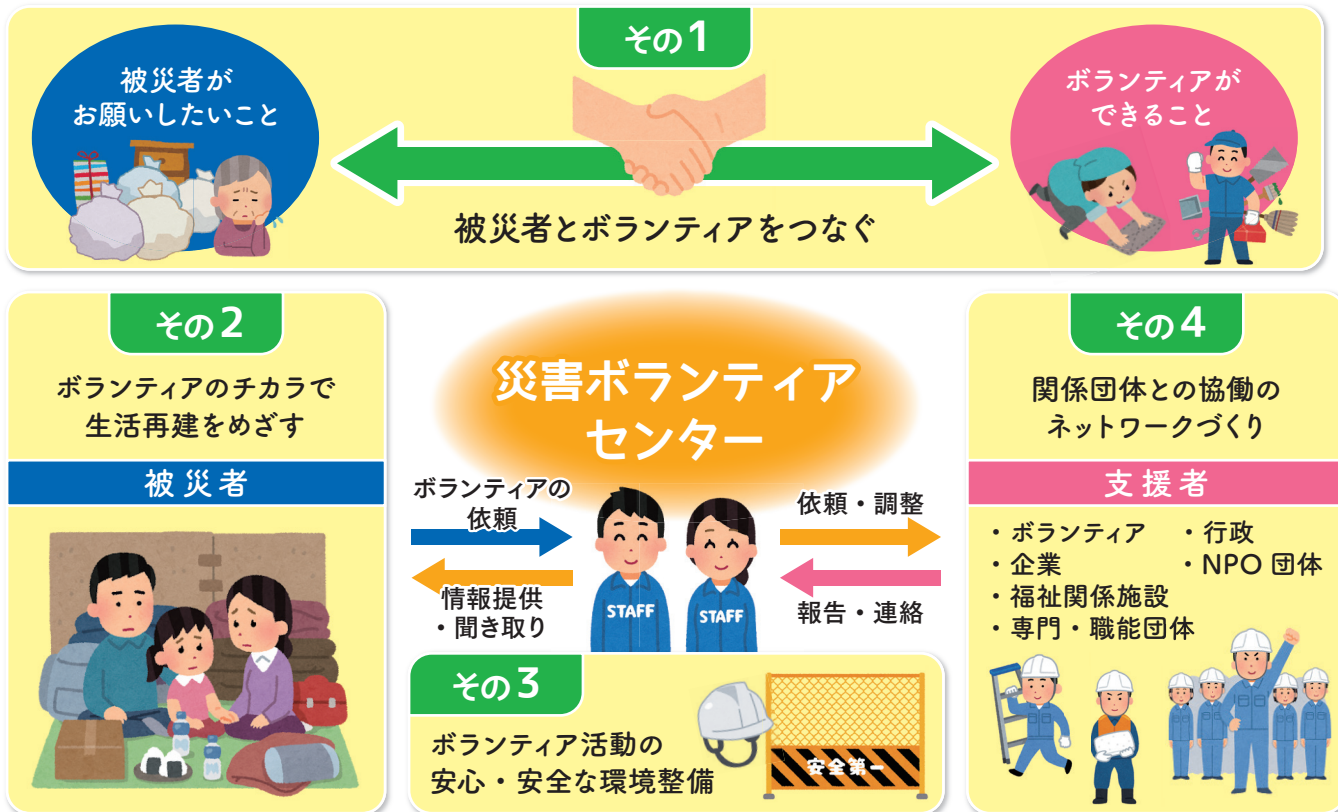 その1
被災者が
お願いしたいこと
ボランティアが
できること
被災者とボランティアをつなぐ
その2
ボランティアのチカラで
生活再建をめざす
被災者
災害ボランティア
センター
ボランティアの
依頼
情報提供
・聞き取り
依頼・調整
報告・連絡
STAFF
STAFF
その3
ボランティア活動の
安心・安全な環境整備
安全第一
その4
関係団体との協働の
ネットワークづくり
支援者
・ボランティア ・行政
・企業 ・NPO 団体
・福祉関係施設
・専門・職能団体